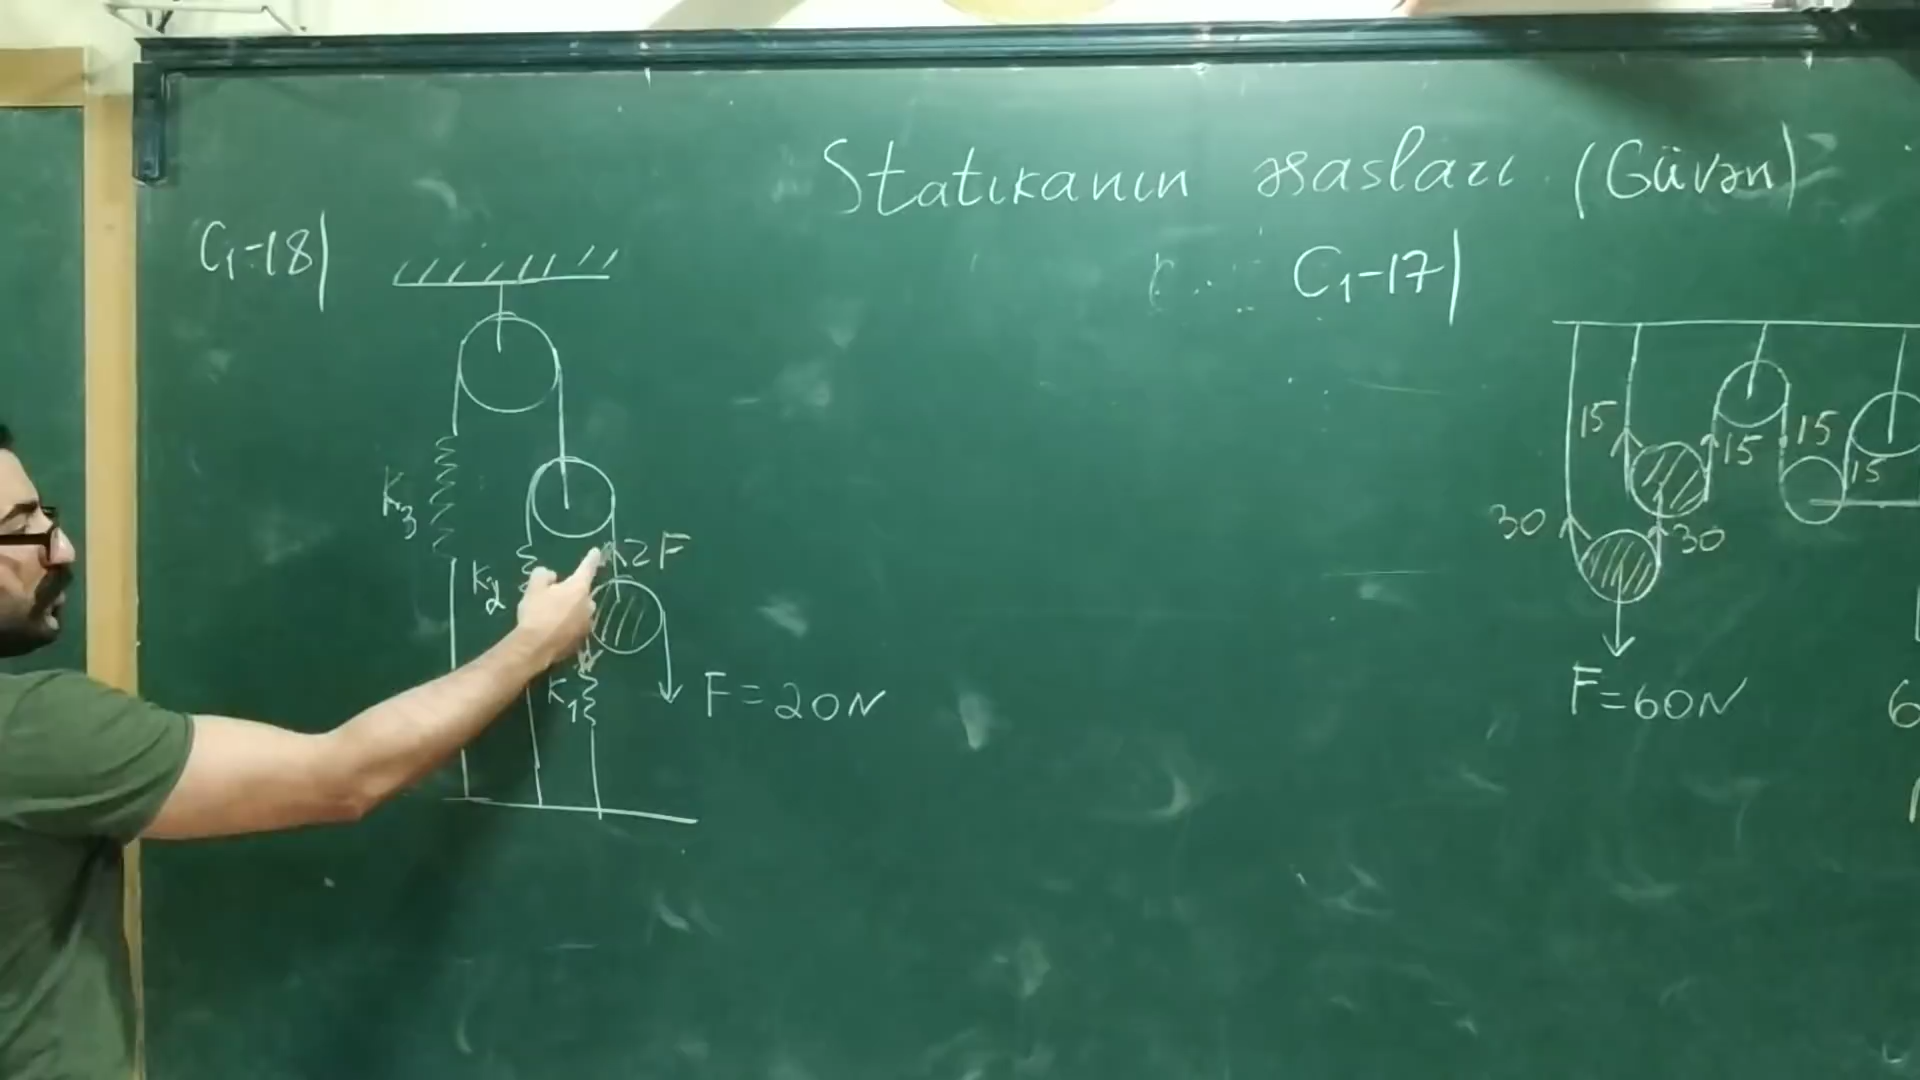 Statikanın əsasları (Güvən)
C1-18)
C1-17)
K3
K2
2F
K1
F=20N
15
15
15
15
30
30
F=60N
6